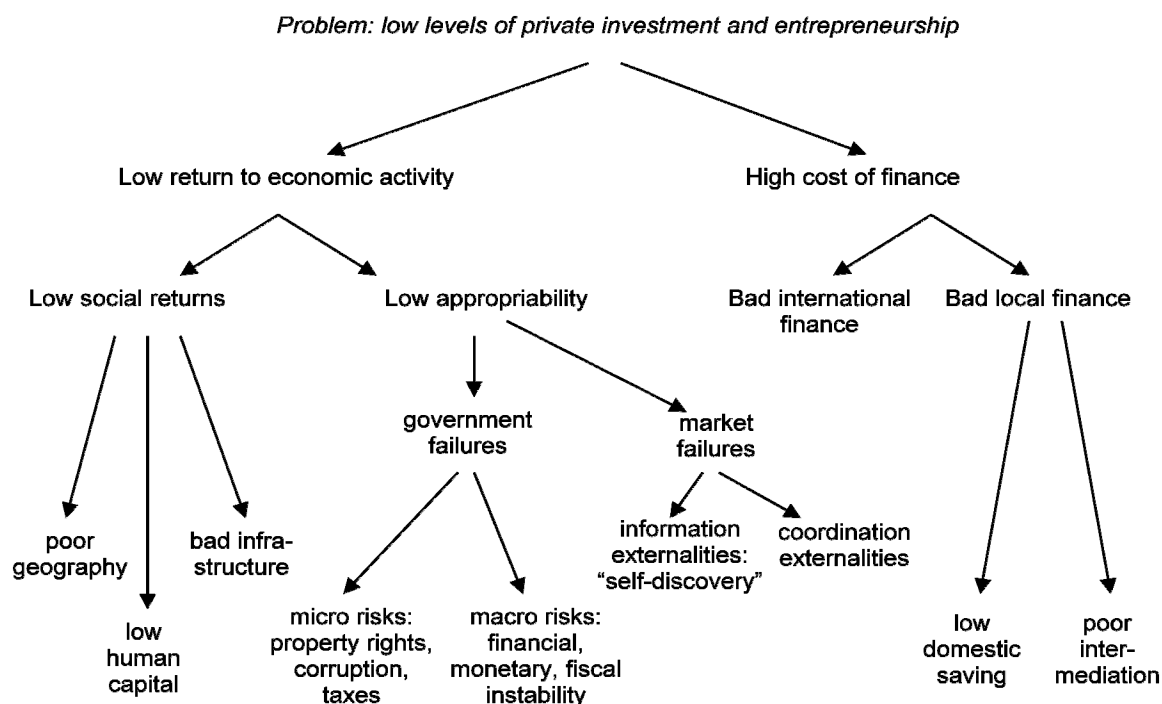 Problem: low levels of private investment and entrepreneurship
Low return to economic activity
High cost of finance
Low social returns
Low appropriability
Bad international
finance
Bad local finance
government
failures
market
failures
poor
geography
bad infra-
structure
information
externalities:
“self-discovery”
coordination
externalities
low
human
capital
micro risks:
property rights,
corruption,
taxes
macro risks:
financial,
monetary, fiscal
instability
low
domestic
saving
poor
inter-
mediation